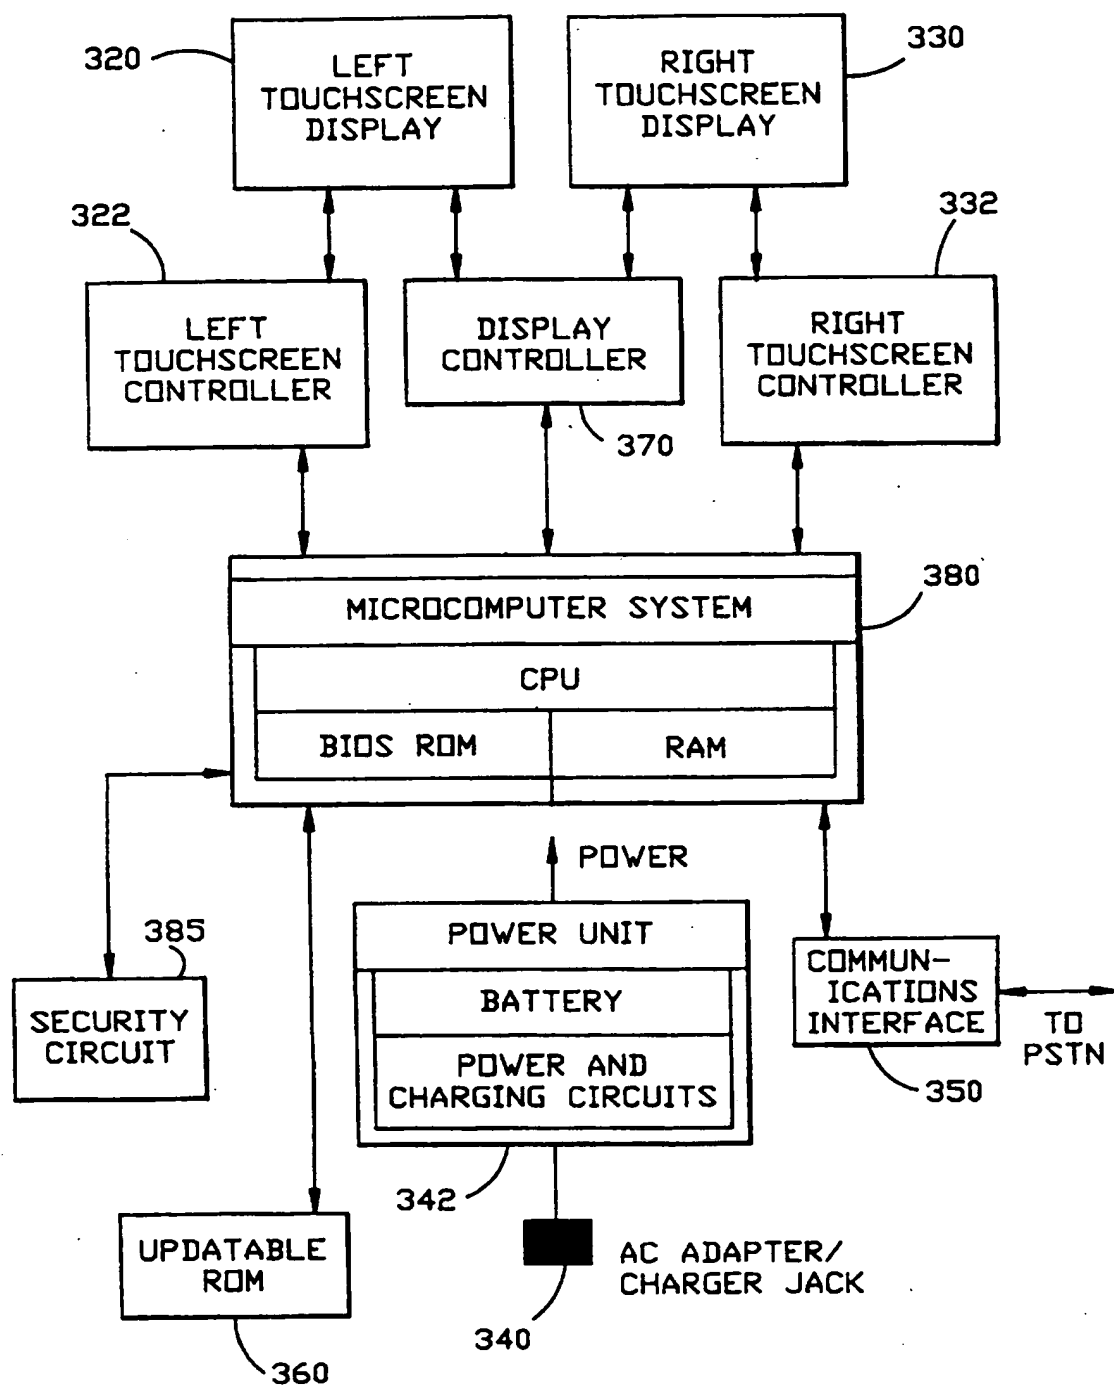 320
LEFT
TOUCHSCREEN
DISPLAY
RIGHT
TOUCHSCREEN
DISPLAY
330
322
LEFT
TOUCHSCREEN
CONTROLLER
DISPLAY
CONTROLLER
370
RIGHT
TOUCHSCREEN
CONTROLLER
332
MICROCOMPUTER SYSTEM
380
CPU
BIOS ROM
RAM
POWER
385
SECURITY
CIRCUIT
POWER UNIT
BATTERY
POWER AND
CHARGING CIRCUITS
342
COMMUN-
ICATIONS
INTERFACE
350
TO
PSTN
UPDATABLE
ROM
360
AC ADAPTER/
CHARGER JACK
340